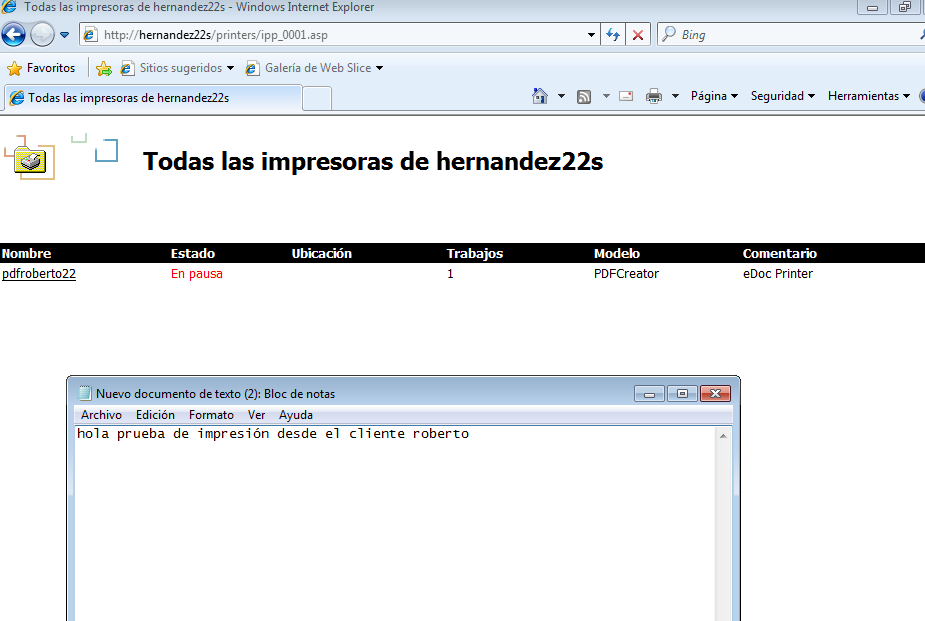 Todas las impresoras de hernandez22s - Windows Internet Explorer
http://hernandez22s/printers/ipp_0001.asp Bing
Favoritos Sitios sugeridos Galería de Web Slice
Todas las impresoras de hernandez22s Página Seguridad Herramientas
Todas las impresoras de hernandez22s
Nombre Estado Ubicación Trabajos Modelo Comentario
pdfroberto22 En pausa 1 PDFCreator eDoc Printer
Nuevo documento de texto (2): Bloc de notas
Archivo Edición Formato Ver Ayuda
hola prueba de impresión desde el cliente roberto